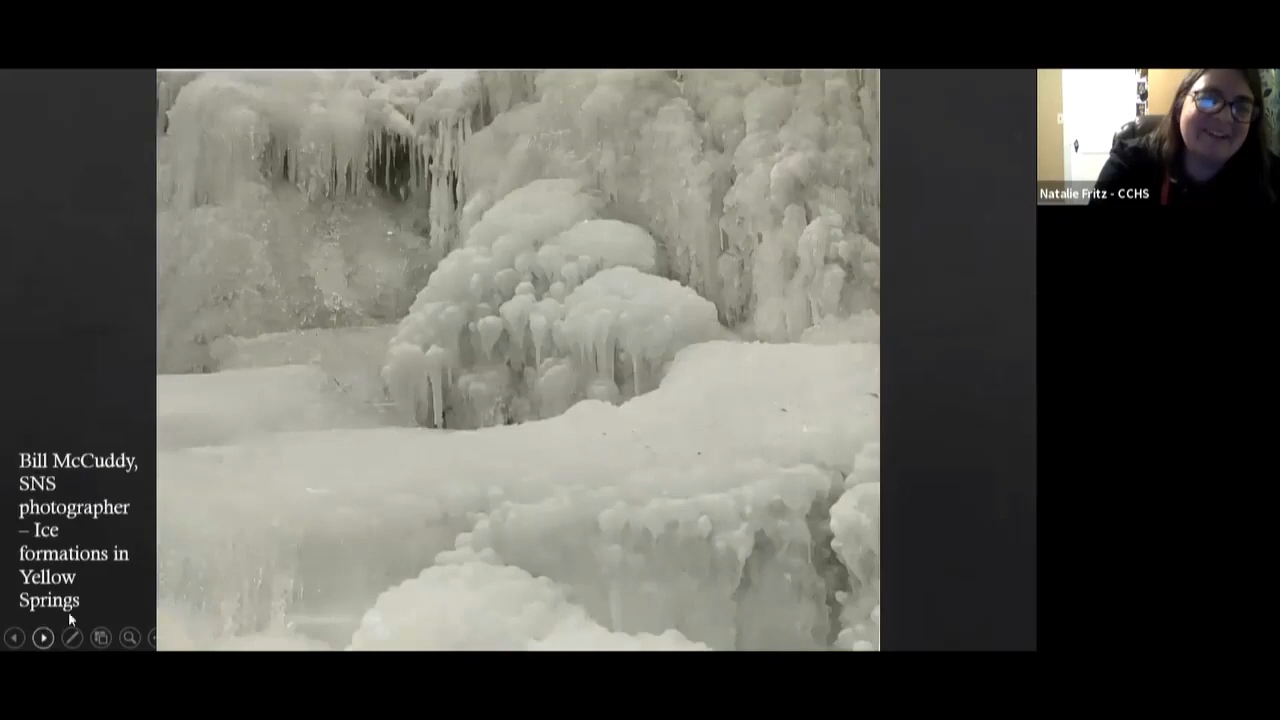 Bill McCuddy,
SNS
photographer
– Ice
formations in
Yellow
Springs
Natalie Fritz - CCHS